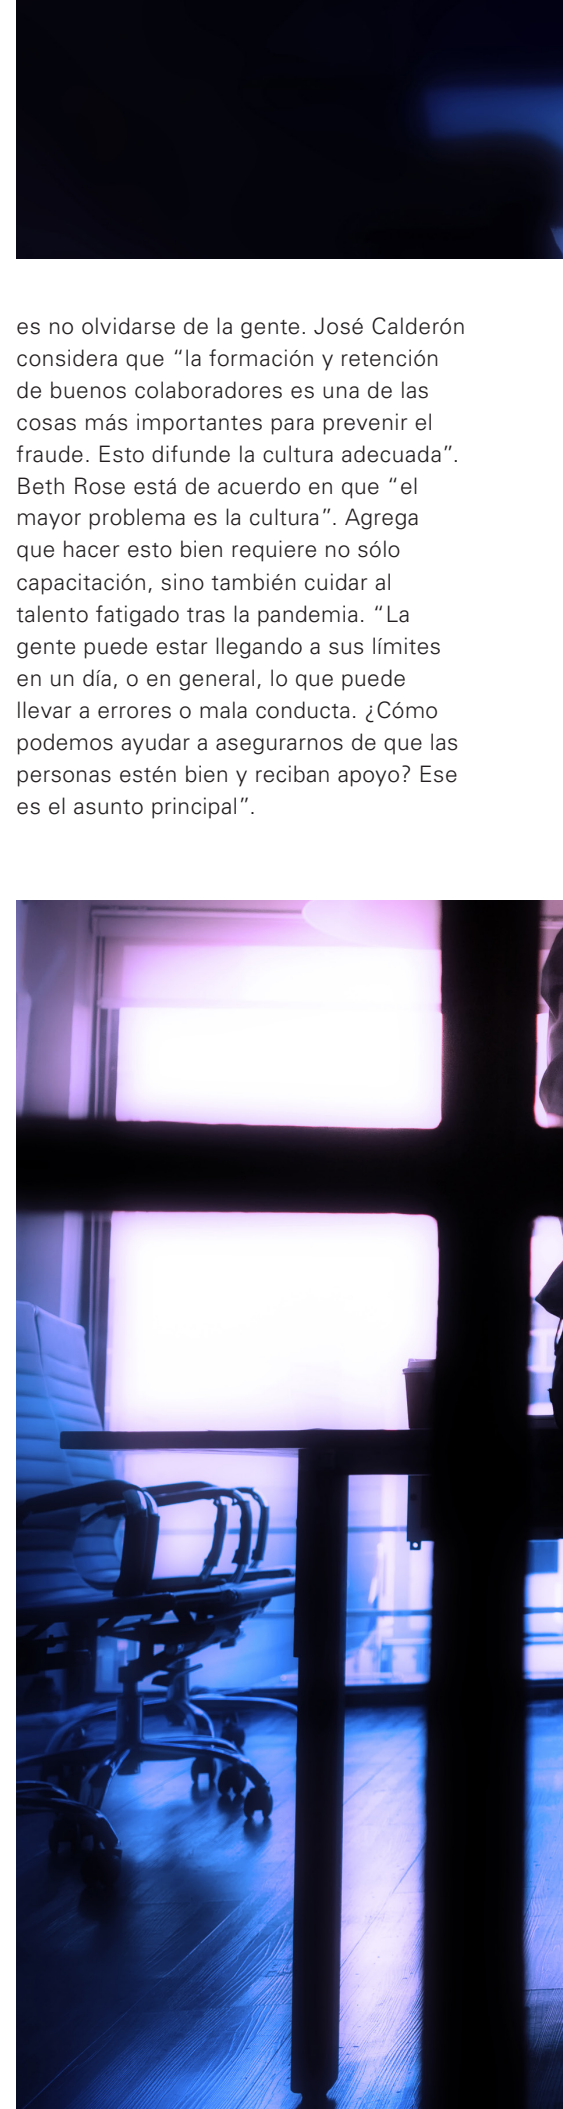 es no olvidarse de la gente. José Calderón
considera que “la formación y retención
de buenos colaboradores es una de las
cosas más importantes para prevenir el
fraude. Esto difunde la cultura adecuada”.
Beth Rose está de acuerdo en que “el
mayor problema es la cultura”. Agrega
que hacer esto bien requiere no sólo
capacitación, sino también cuidar al
talento fatigado tras la pandemia. “La
gente puede estar llegando a sus límites
en un día, o en general, lo que puede
llevar a errores o mala conducta. ¿Cómo
podemos ayudar a asegurarnos de que las
personas estén bien y reciban apoyo? Ese
es el asunto principal”.